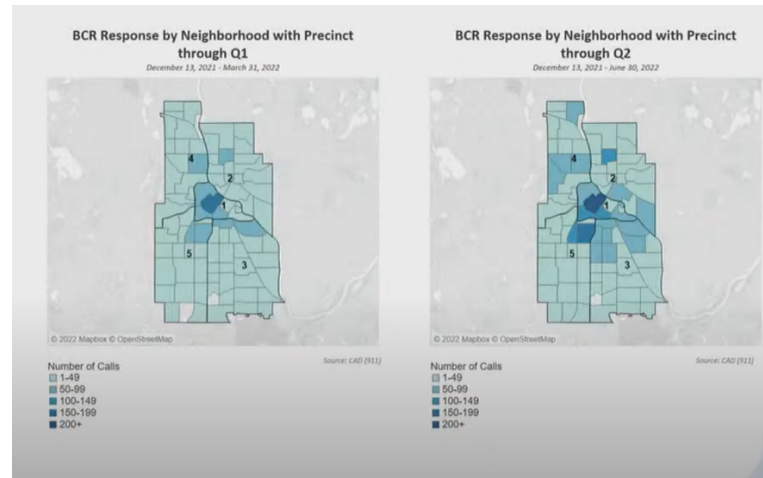 BCR Response by Neighborhood with Precinct
through Q1
December 13, 2021 - March 31, 2022
4
2
1
5
3
© 2022 Mapbox © OpenStreetMap
Source: CAD (911)
Number of Calls
1-49
50-99
100-149
150-199
200+
BCR Response by Neighborhood with Precinct
through Q2
December 13, 2021 - June 30, 2022
4
2
1
5
3
© 2022 Mapbox © OpenStreetMap
Source: CAD (911)
Number of Calls
1-49
50-99
100-149
150-199
200+